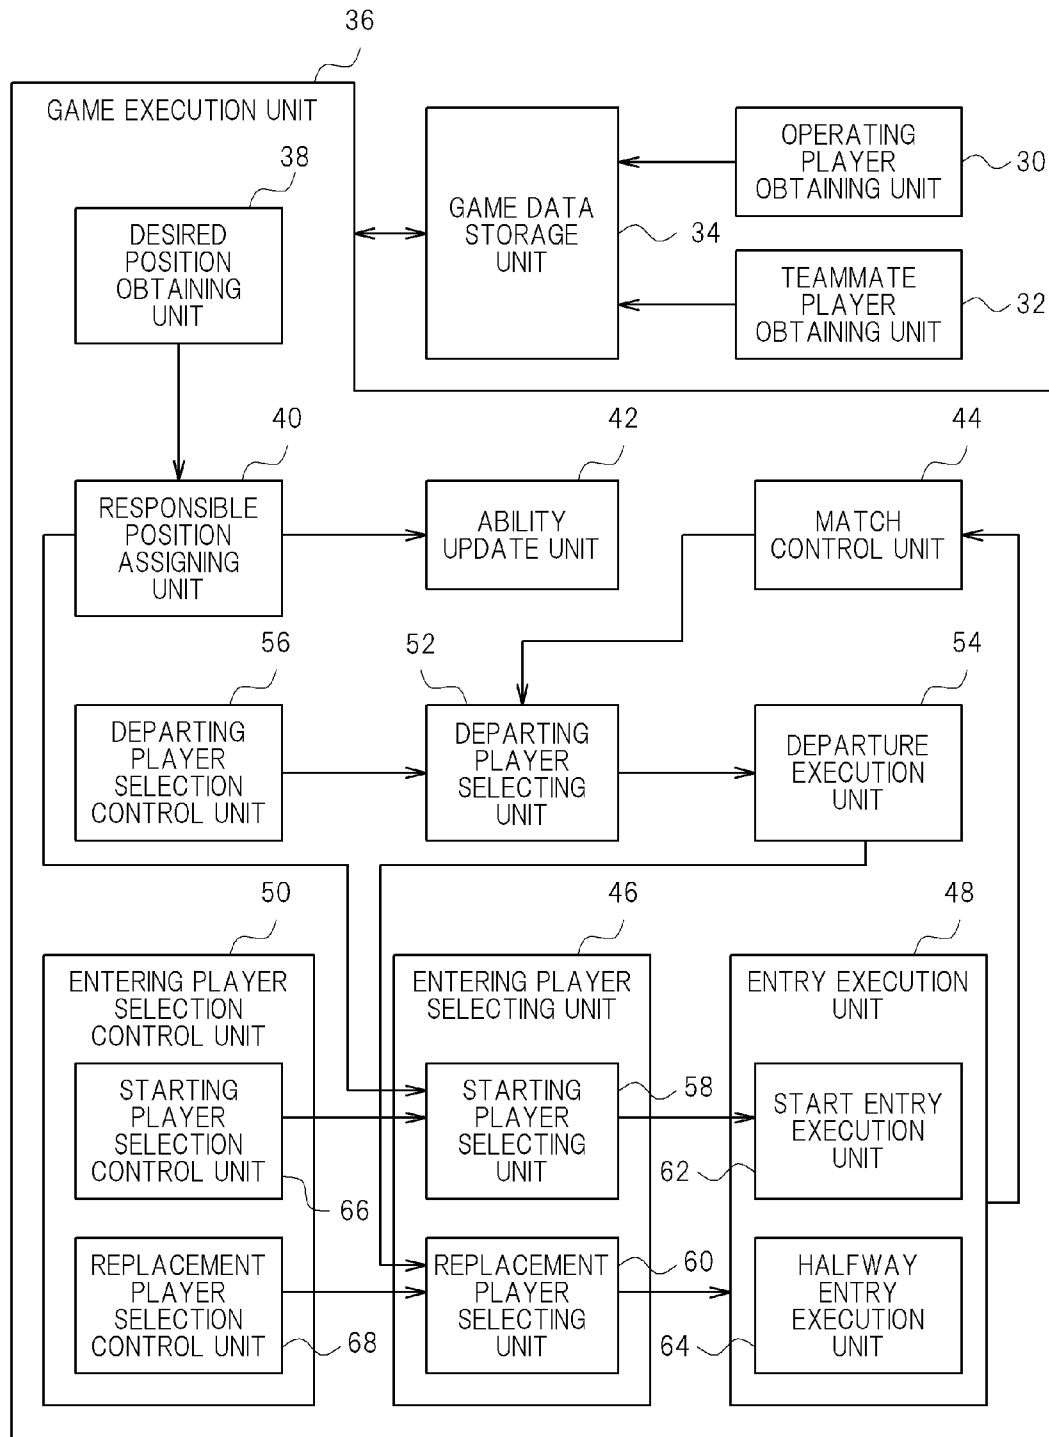 36
GAME EXECUTION UNIT
38
DESIRED
POSITION
OBTAINING
UNIT
GAME DATA
STORAGE
UNIT
34
OPERATING
PLAYER
OBTAINING UNIT
30
TEAMMATE
PLAYER
OBTAINING UNIT
32
40
RESPONSIBLE
POSITION
ASSIGNING
UNIT
42
ABILITY
UPDATE UNIT
44
MATCH
CONTROL UNIT
56
DEPARTING
PLAYER
SELECTION
CONTROL UNIT
52
DEPARTING
PLAYER
SELECTING
UNIT
54
DEPARTURE
EXECUTION
UNIT
50
ENTERING PLAYER
SELECTION
CONTROL UNIT
STARTING
PLAYER
SELECTION
CONTROL UNIT
66
REPLACEMENT
PLAYER
SELECTION
CONTROL UNIT
68
46
ENTERING PLAYER
SELECTING UNIT
STARTING
PLAYER
SELECTING
UNIT
58
REPLACEMENT
PLAYER
SELECTING
UNIT
60
48
ENTRY EXECUTION
UNIT
START ENTRY
EXECUTION
UNIT
62
HALFWAY
ENTRY
EXECUTION
UNIT
64